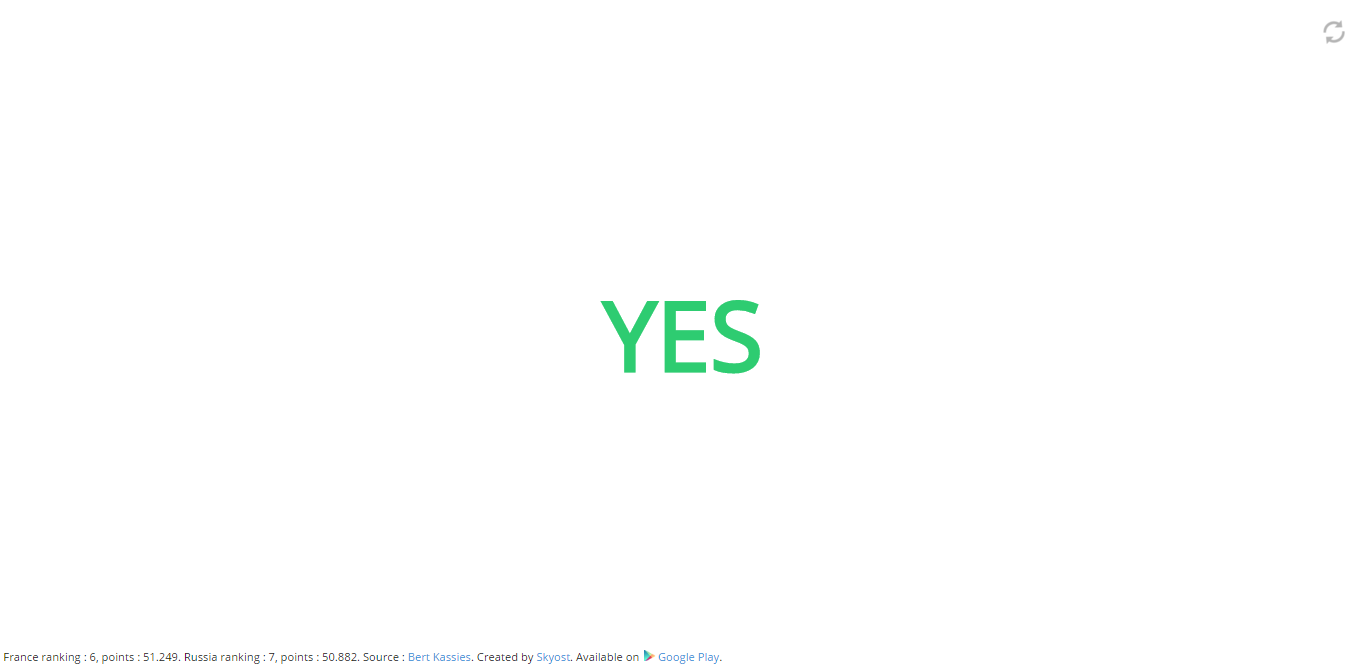 YES
France ranking : 6, points : 51.249. Russia ranking : 7, points : 50.882. Source : Bert Kassies. Created by Skyost. Available on Google Play.